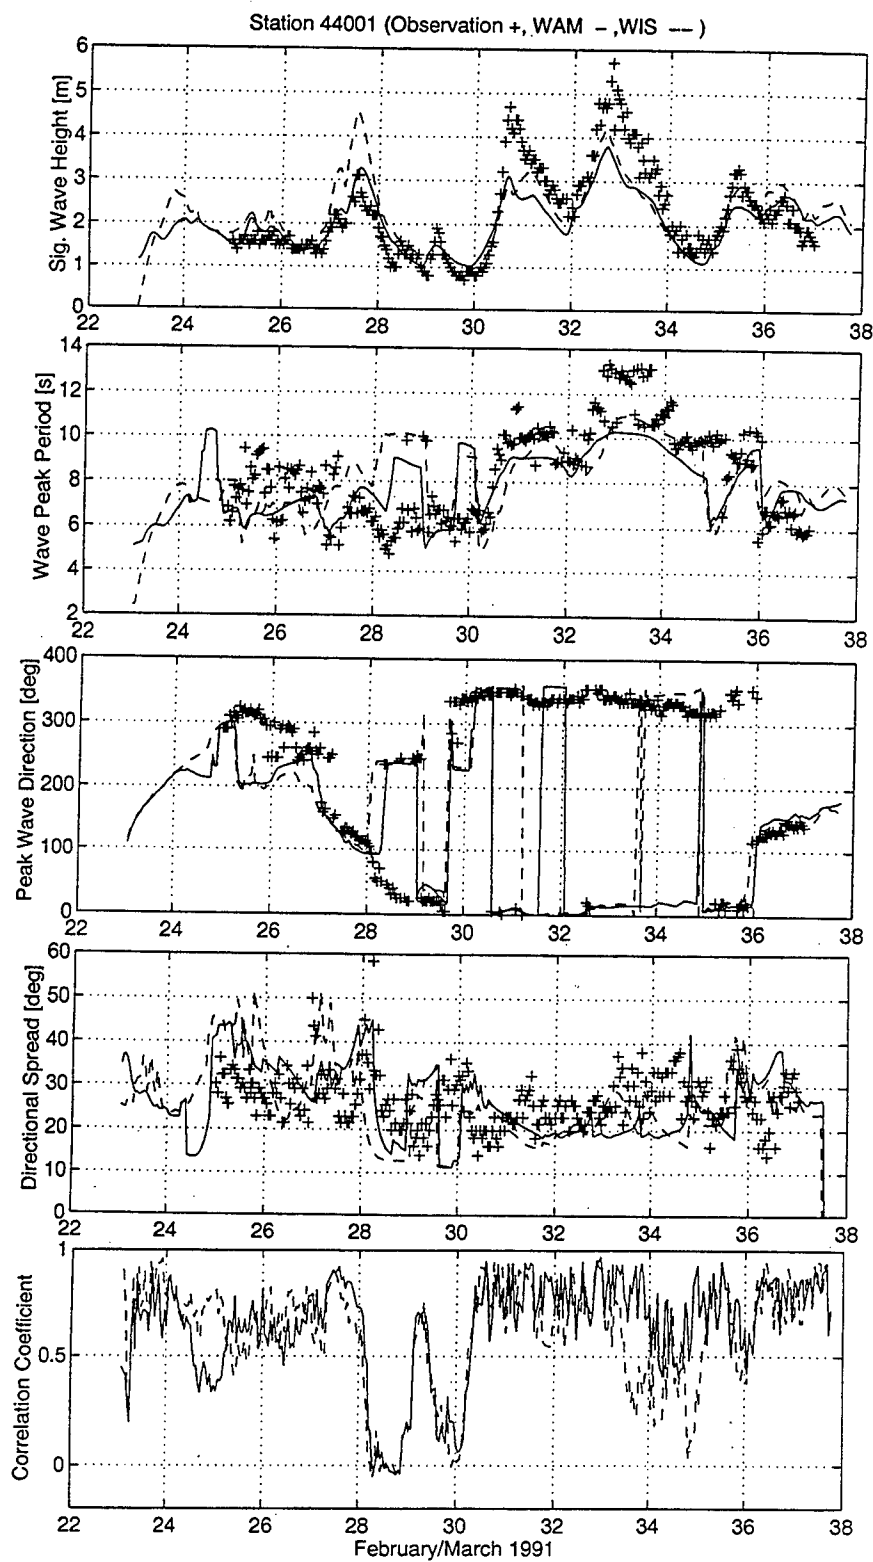 Station 44001 (Observation +, WAM – ,WIS – – )
Sig. Wave Height [m]
6
5
4
3
2
1
0
22 24 26 28 30 32 34 36 38
Wave Peak Period [s]
14
12
10
8
6
4
2
22 24 26 28 30 32 34 36 38
Peak Wave Direction [deg]
400
300
200
100
0
22 24 26 28 30 32 34 36 38
Directional Spread [deg]
60
50
40
30
20
10
0
22 24 26 28 30 32 34 36 38
Correlation Coefficient
1
0.5
0
22 24 26 28 30 32 34 36 38
February/March 1991